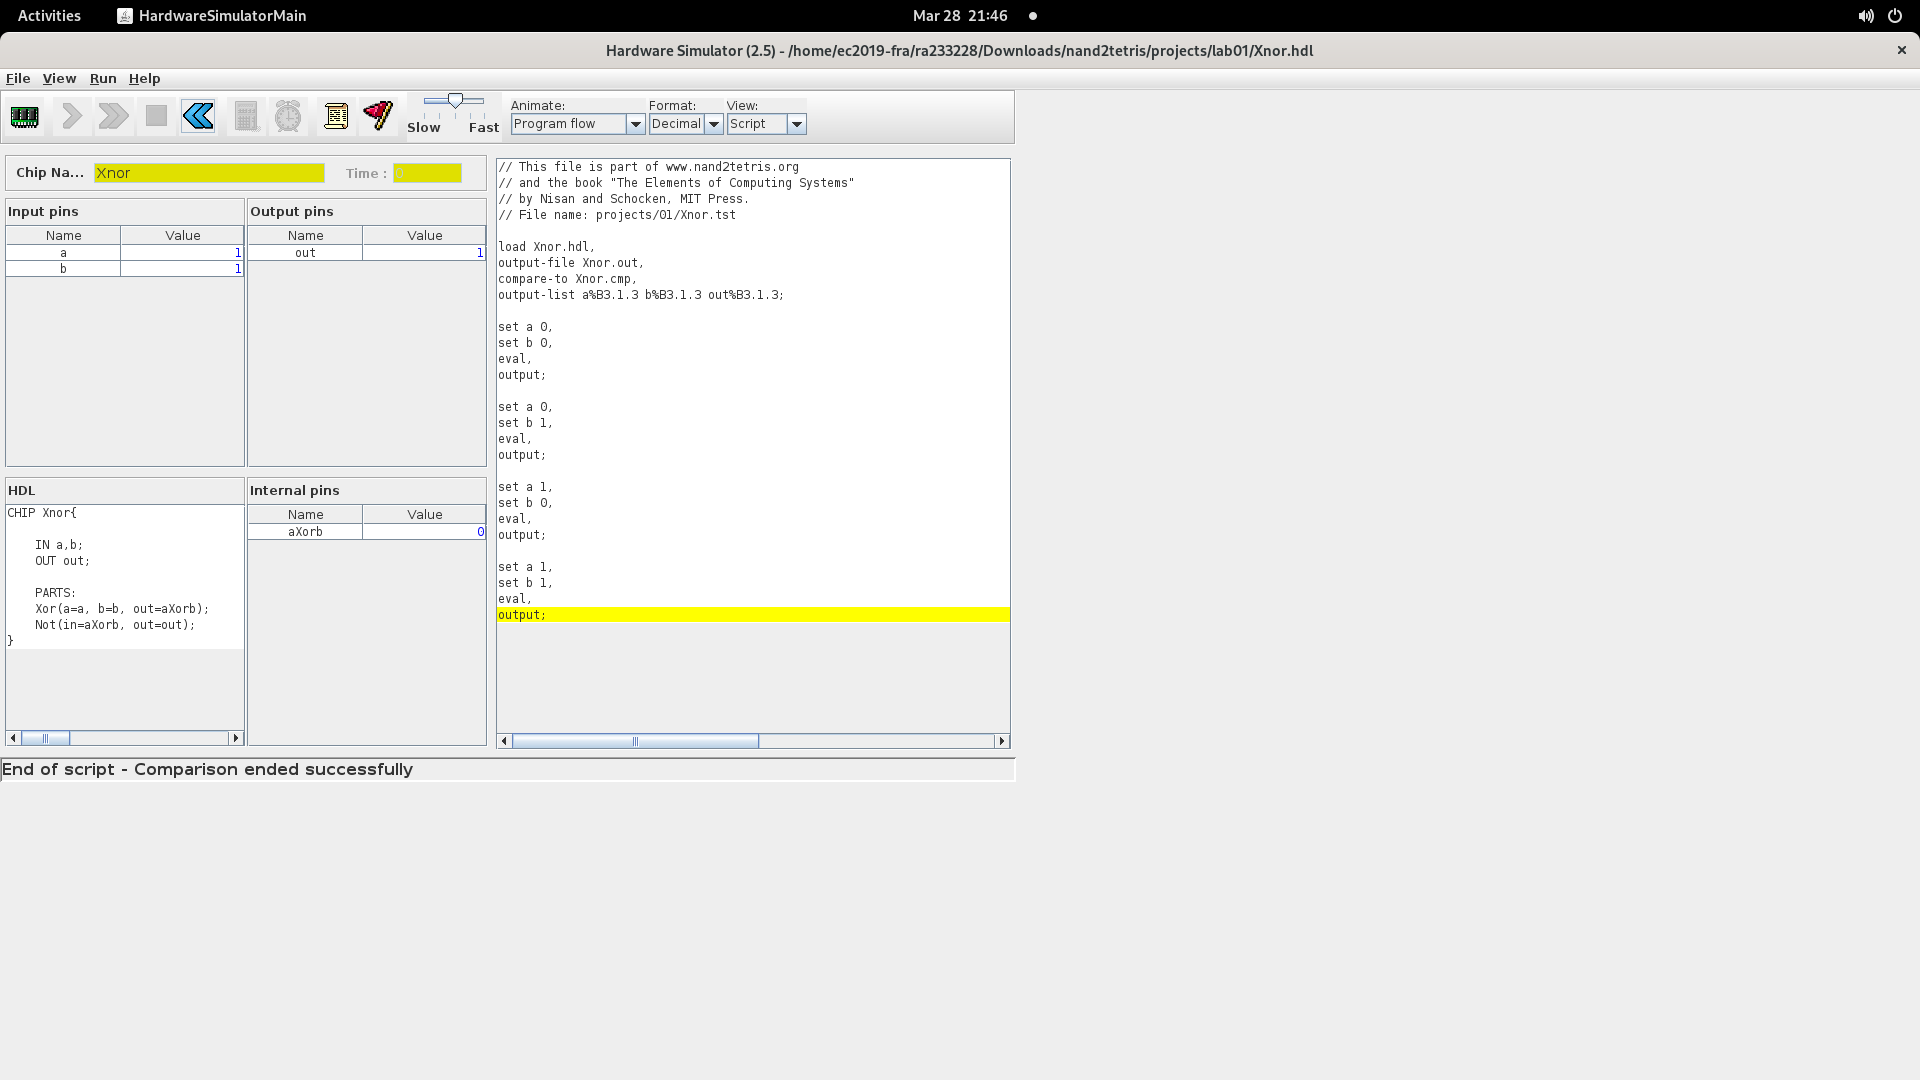 Activities
HardwareSimulatorMain
Mar 28 21:46
Hardware Simulator (2.5) - /home/ec2019-fra/ra233228/Downloads/nand2tetris/projects/lab01/Xnor.hdl
File View Run Help
Slow Fast
Animate:
Program flow
Format:
Decimal
View:
Script
Chip Na... Xnor Time : 0
Input pins
Name Value
a 1
b 1
Output pins
Name Value
out 1
HDL
CHIP Xnor{
IN a,b;
OUT out;
PARTS:
Xor(a=a, b=b, out=aXorb);
Not(in=aXorb, out=out);
}
Internal pins
Name Value
aXorb 0
// This file is part of www.nand2tetris.org
// and the book "The Elements of Computing Systems"
// by Nisan and Schocken, MIT Press.
// File name: projects/01/Xnor.tst
load Xnor.hdl,
output-file Xnor.out,
compare-to Xnor.cmp,
output-list a%B3.1.3 b%B3.1.3 out%B3.1.3;
set a 0,
set b 0,
eval,
output;
set a 0,
set b 1,
eval,
output;
set a 1,
set b 0,
eval,
output;
set a 1,
set b 1,
eval,
output;
End of script - Comparison ended successfully